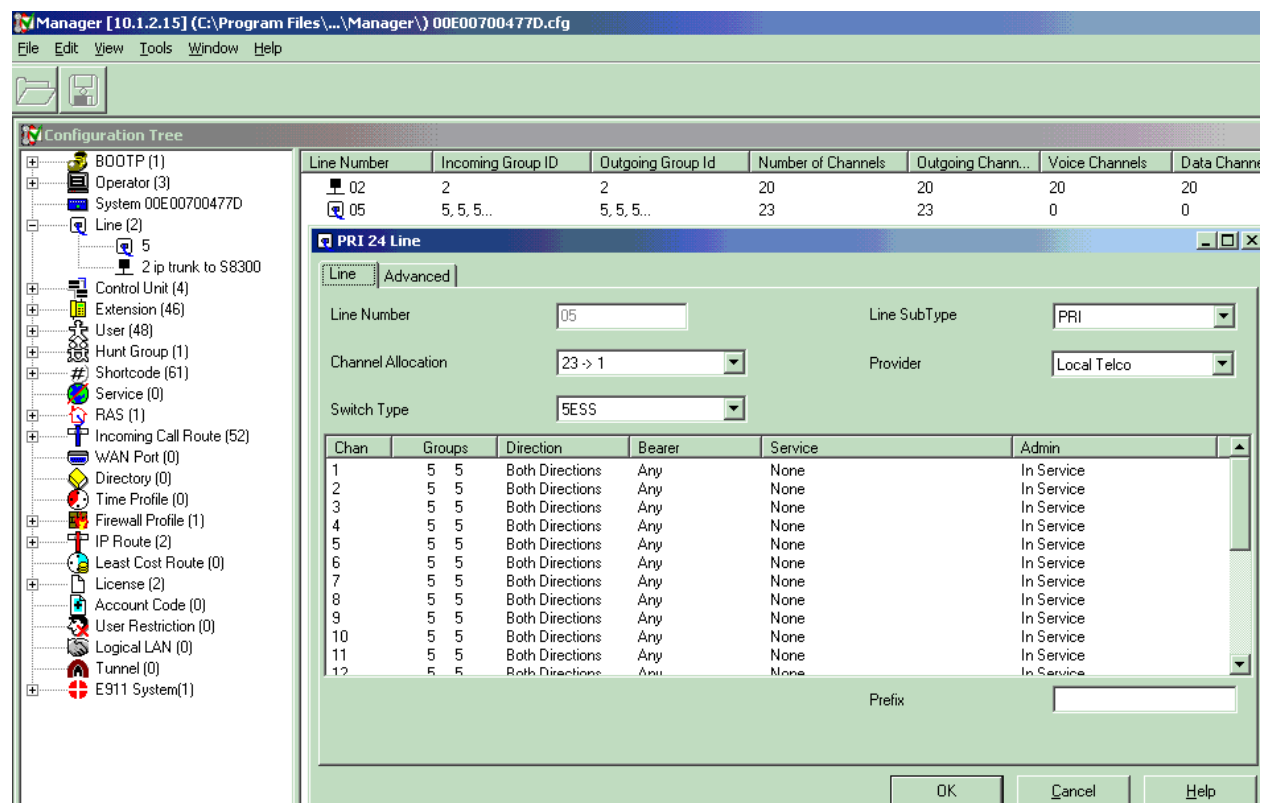 Manager [10.1.2.15] (C:\Program Files\...\Manager\) 00E00700477D.cfg
File Edit View Tools Window Help
Configuration Tree
BOOTP (1)
Operator (3)
System 00E00700477D
Line (2)
5
2 ip trunk to S8300
Control Unit (4)
Extension (46)
User (48)
Hunt Group (1)
Shortcode (61)
Service (0)
RAS (1)
Incoming Call Route (52)
WAN Port (0)
Directory (0)
Time Profile (0)
Firewall Profile (1)
IP Route (2)
Least Cost Route (0)
License (2)
Account Code (0)
User Restriction (0)
Logical LAN (0)
Tunnel (0)
E911 System(1)
Line Number Incoming Group ID Outgoing Group Id Number of Channels Outgoing Chann... Voice Channels Data Channe
02 2 2 20 20 20 20
05 5, 5, 5... 5, 5, 5... 23 23 0 0
PRI 24 Line
Line Advanced
Line Number 05 Line SubType PRI
Channel Allocation 23 -> 1 Provider Local Telco
Switch Type 5ESS
Chan Groups Direction Bearer Service Admin
1 5 5 Both Directions Any None In Service
2 5 5 Both Directions Any None In Service
3 5 5 Both Directions Any None In Service
4 5 5 Both Directions Any None In Service
5 5 5 Both Directions Any None In Service
6 5 5 Both Directions Any None In Service
7 5 5 Both Directions Any None In Service
8 5 5 Both Directions Any None In Service
9 5 5 Both Directions Any None In Service
10 5 5 Both Directions Any None In Service
11 5 5 Both Directions Any None In Service
12 5 5 Both Directions Any None In Service
Prefix
OK Cancel Help